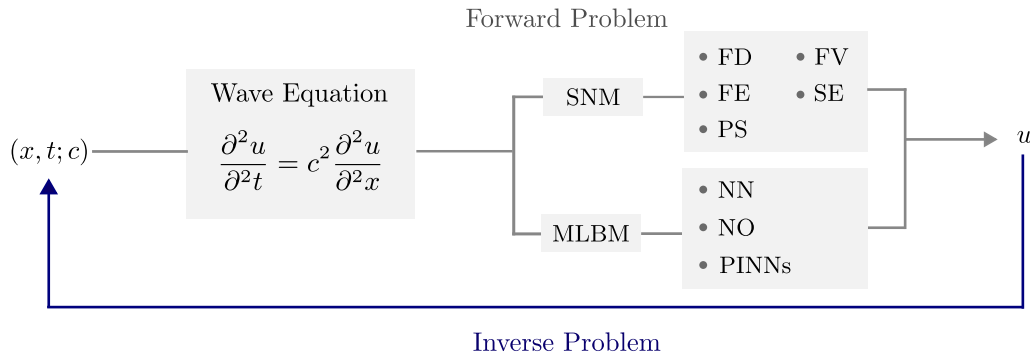 Forward Problem
(x, t; c)
Wave Equation
∂²u/∂²t = c² ∂²u/∂²x
SNM
• FD
• FV
• FE
• SE
• PS
MLBM
• NN
• NO
• PINNs
u
Inverse Problem